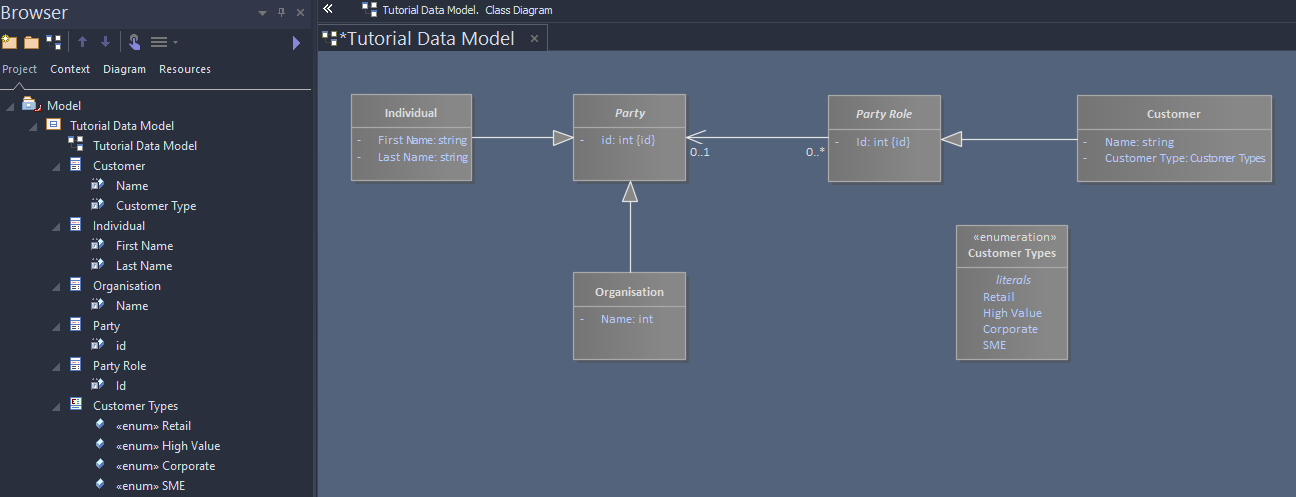 Browser
Project Context Diagram Resources
Model
Tutorial Data Model
Tutorial Data Model
Customer
Name
Customer Type
Individual
First Name
Last Name
Organisation
Name
Party
id
Party Role
Id
Customer Types
«enum» Retail
«enum» High Value
«enum» Corporate
«enum» SME
Tutorial Data Model. Class Diagram
*Tutorial Data Model
Individual
- First Name: string
- Last Name: string
Party
- id: int {id}
0..1
0..*
Party Role
- Id: int {id}
Customer
- Name: string
- Customer Type: Customer Types
Organisation
- Name: int
«enumeration»
Customer Types
literals
Retail
High Value
Corporate
SME